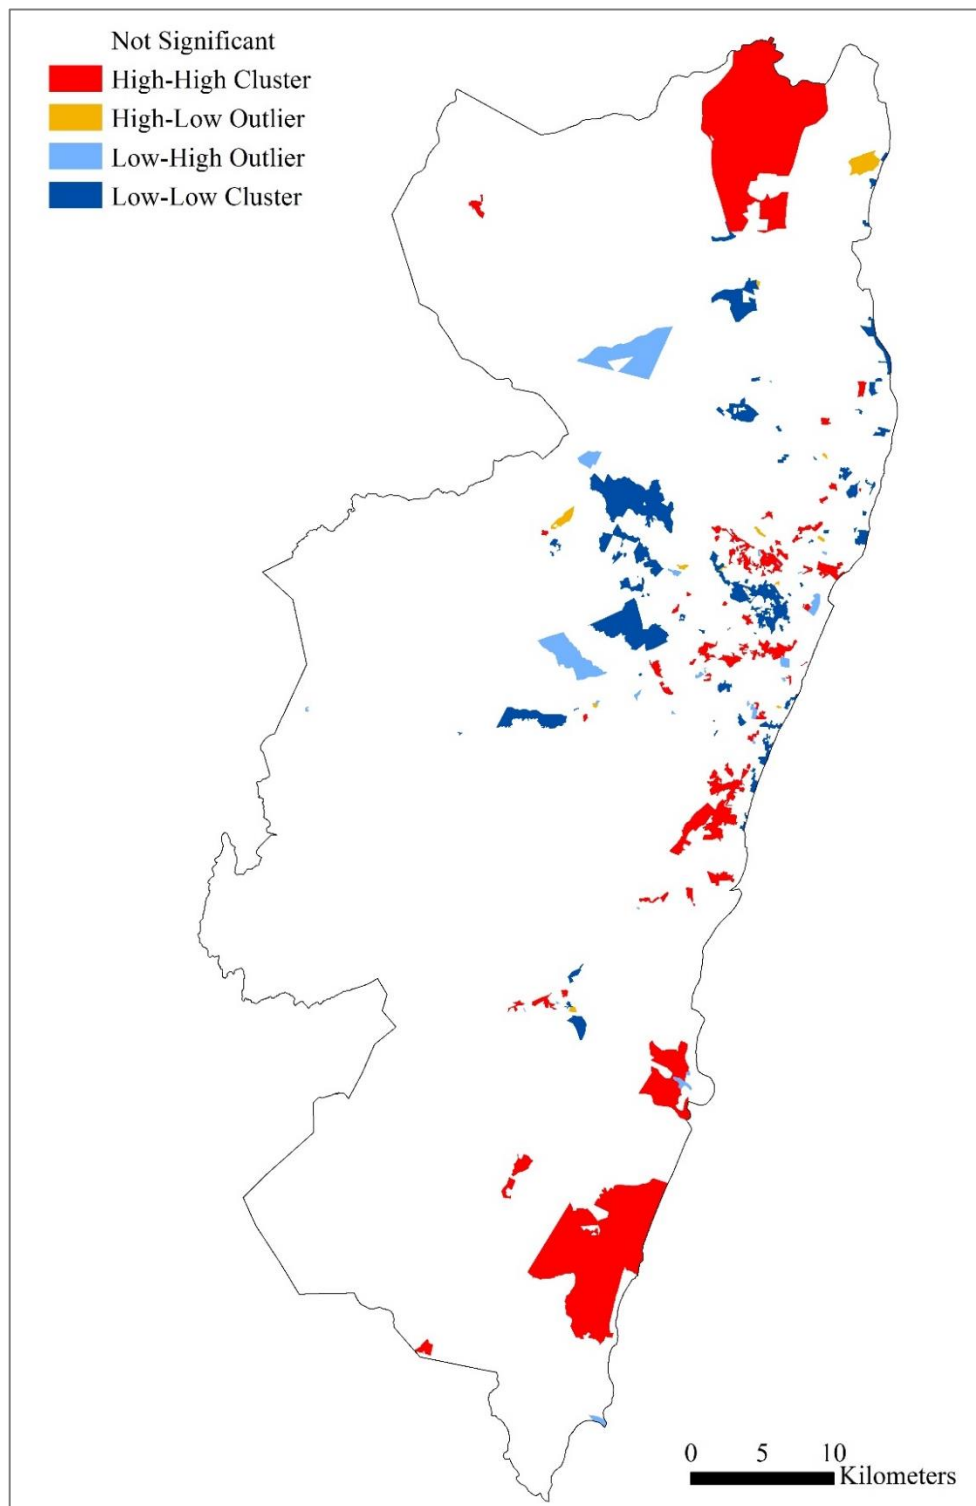 Not Significant
High-High Cluster
High-Low Outlier
Low-High Outlier
Low-Low Cluster
0 5 10
Kilometers